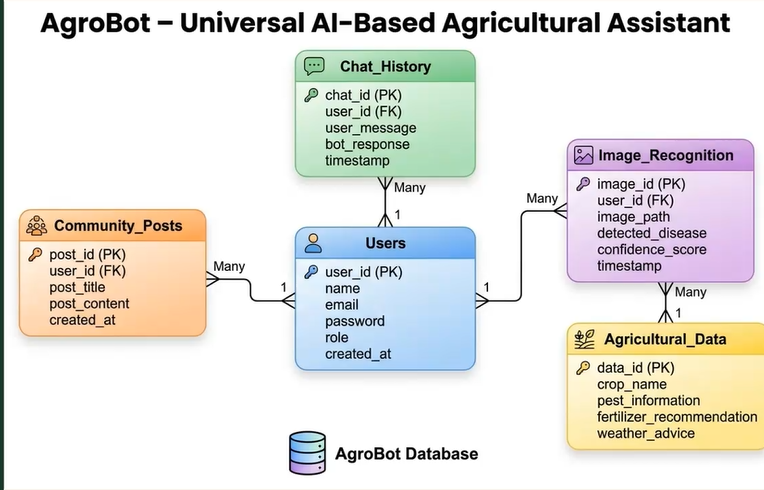 AgroBot – Universal AI-Based Agricultural Assistant
Chat_History
chat_id (PK)
user_id (FK)
user_message
bot_response
timestamp
Many
1
Community_Posts
post_id (PK)
user_id (FK)
post_title
post_content
created_at
Many
1
Users
user_id (PK)
name
email
password
role
created_at
1
Many
Image_Recognition
image_id (PK)
user_id (FK)
image_path
detected_disease
confidence_score
timestamp
Many
1
Agricultural_Data
data_id (PK)
crop_name
pest_information
fertilizer_recommendation
weather_advice
AgroBot Database